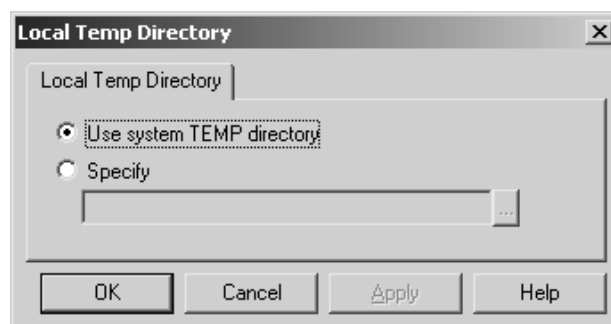 Local Temp Directory
Local Temp Directory
Use system TEMP directory
Specify
...
OK Cancel Apply Help